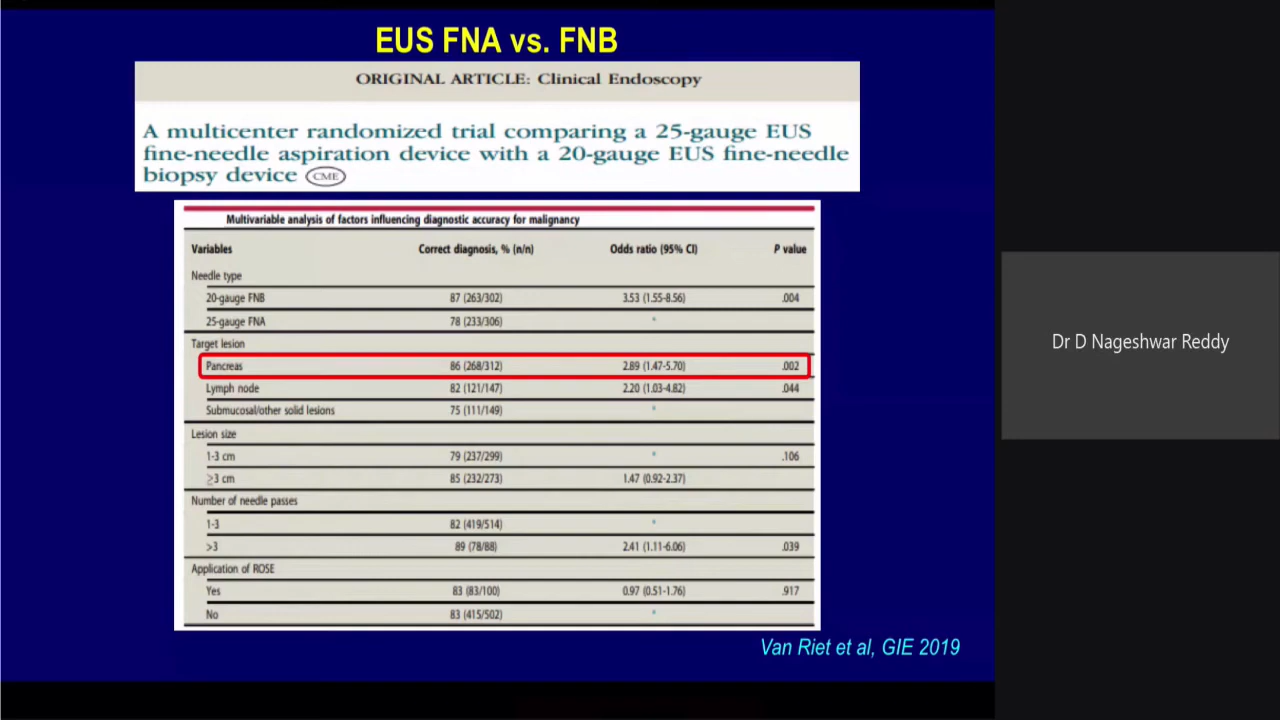 EUS FNA vs. FNB
ORIGINAL ARTICLE: Clinical Endoscopy
A multicenter randomized trial comparing a 25-gauge EUS
fine-needle aspiration device with a 20-gauge EUS fine-needle
biopsy device CME
Multivariable analysis of factors influencing diagnostic accuracy for malignancy
Variables Correct diagnosis, % (n/n) Odds ratio (95% CI) P value
Needle type
20-gauge FNB 87 (263/302) 3.53 (1.55-8.56) .004
25-gauge FNA 78 (233/306) *
Target lesion
Pancreas 86 (268/312) 2.89 (1.47-5.70) .002
Lymph node 82 (121/147) 2.20 (1.03-4.82) .044
Submucosal/other solid lesions 75 (111/149) *
Lesion size
1-3 cm 79 (237/299) * .106
≥3 cm 85 (232/273) 1.47 (0.92-2.37)
Number of needle passes
1-3 82 (419/514) *
>3 89 (78/88) 2.41 (1.11-6.06) .039
Application of ROSE
Yes 83 (83/100) 0.97 (0.51-1.76) .917
No 83 (415/502) *
Van Riet et al, GIE 2019
Dr D Nageshwar Reddy